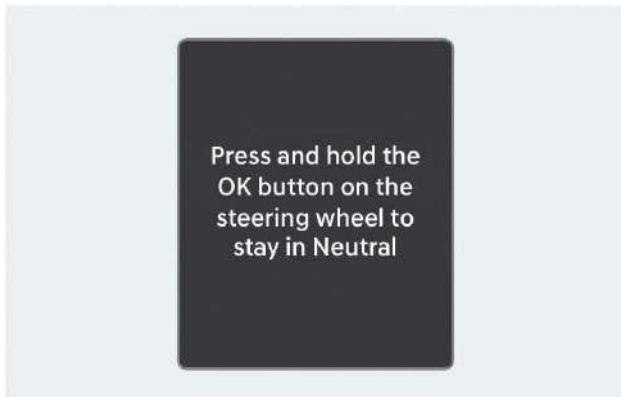 Press and hold the
OK button on the
steering wheel to
stay in Neutral